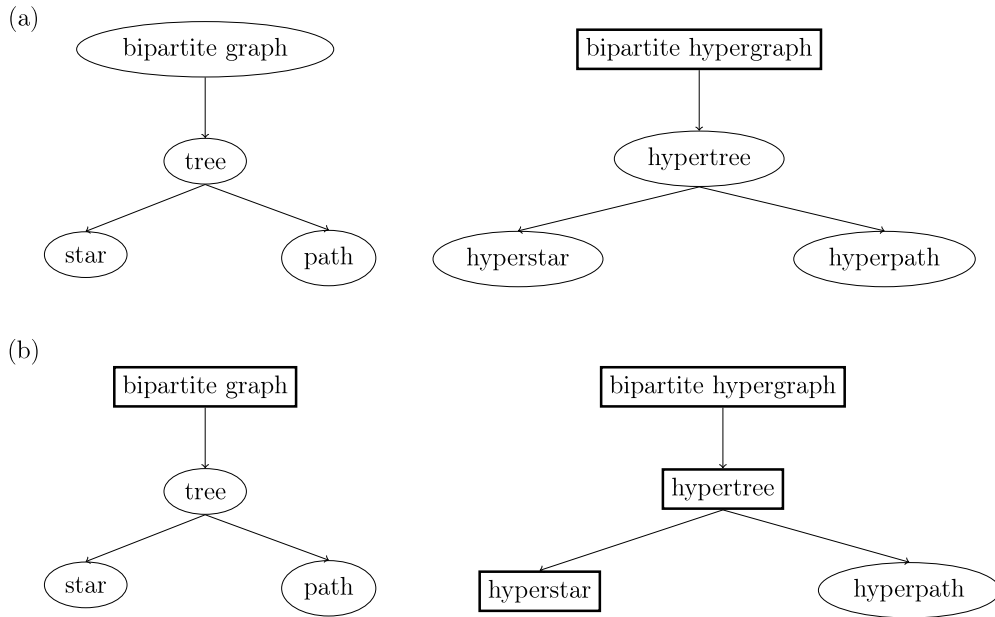 (a)
bipartite graph
bipartite hypergraph
tree
hypertree
star
path
hyperstar
hyperpath
(b)
bipartite graph
bipartite hypergraph
tree
hypertree
star
path
hyperstar
hyperpath